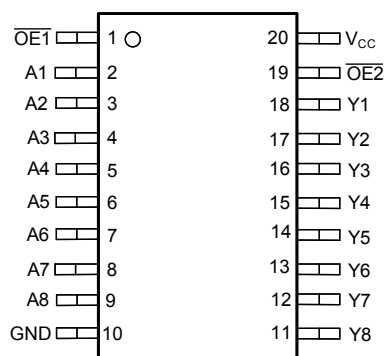 OE1 1 20 VCC
A1 2 19 OE2
A2 3 18 Y1
A3 4 17 Y2
A4 5 16 Y3
A5 6 15 Y4
A6 7 14 Y5
A7 8 13 Y6
A8 9 12 Y7
GND 10 11 Y8